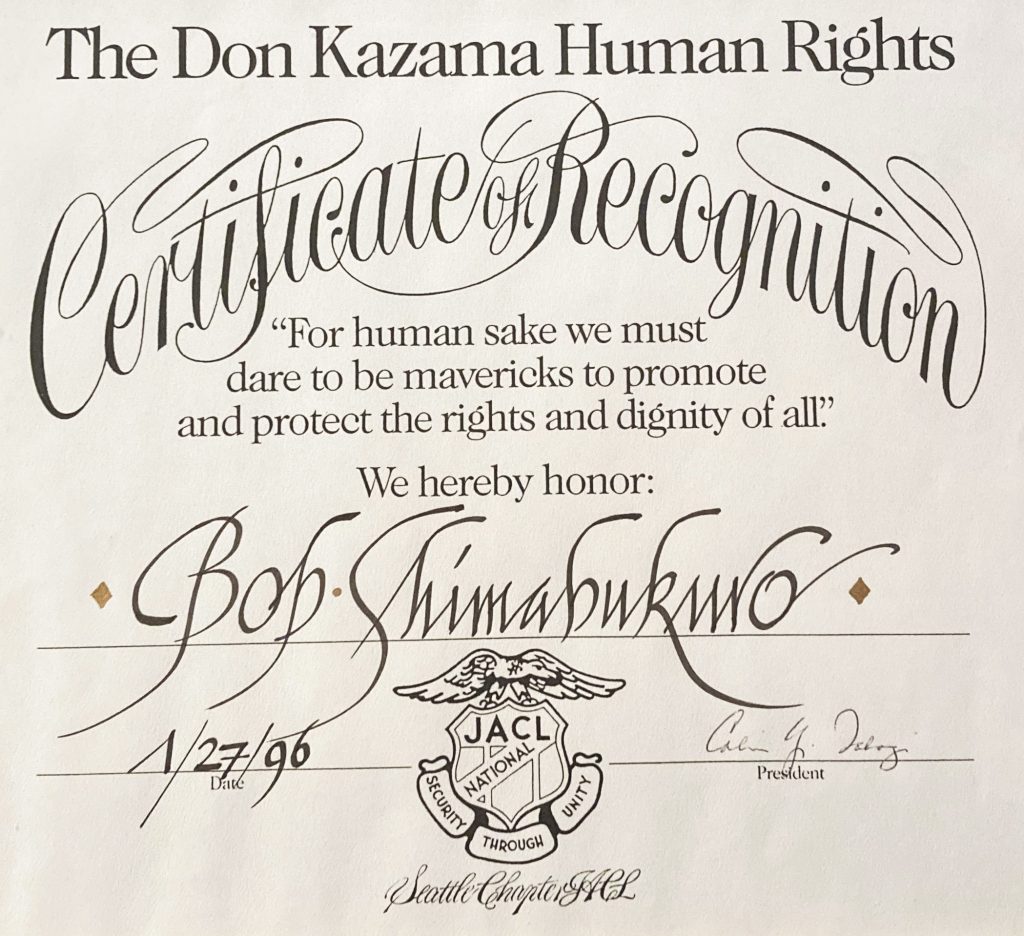 The Don Kazama Human Rights
Certificate of Recognition
“For human sake we must
dare to be mavericks to promote
and protect the rights and dignity of all.”
We hereby honor:
Bob · Shimabukuro
1/27/96
Date
Colin Y.
President
JACL
NATIONAL
SECURITY
THROUGH
UNITY
Seattle Chapter JACL